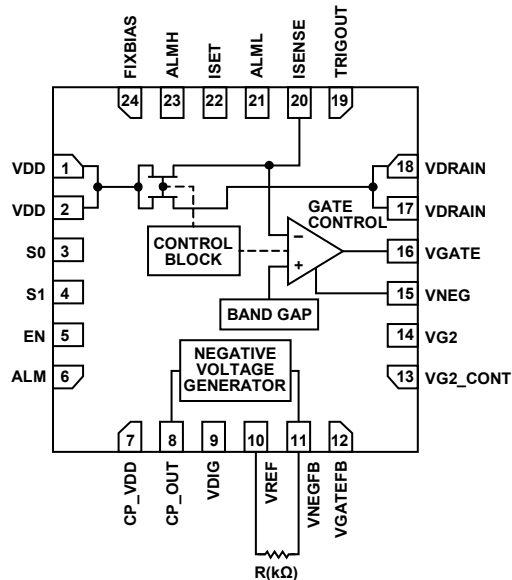 FIXBIAS
ALMH
ISET
ALML
ISENSE
TRIGOUT
24
23
22
21
20
19
VDD 1
18 VDRAIN
VDD 2
17 VDRAIN
S0 3
16 VGATE
S1 4
15 VNEG
EN 5
14 VG2
ALM 6
13 VG2_CONT
GATE
CONTROL
−
+
CONTROL
BLOCK
BAND GAP
NEGATIVE
VOLTAGE
GENERATOR
7
8
9
10
11
12
CP_VDD
CP_OUT
VDIG
VREF
VNEGFB
VGATEFB
R(kΩ)